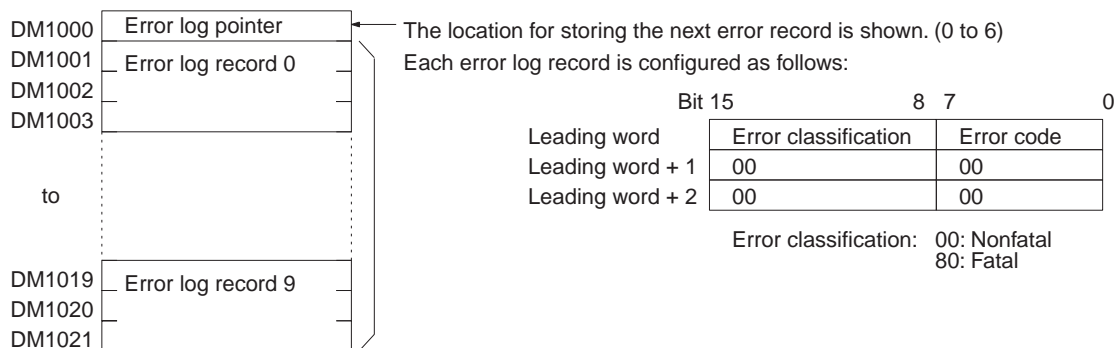 DM1000 Error log pointer
The location for storing the next error record is shown. (0 to 6)
DM1001 Error log record 0
Each error log record is configured as follows:
DM1002
DM1003
Bit 15 8 7 0
Leading word Error classification Error code
Leading word + 1 00 00
Leading word + 2 00 00
to
Error classification: 00: Nonfatal
80: Fatal
DM1019 Error log record 9
DM1020
DM1021